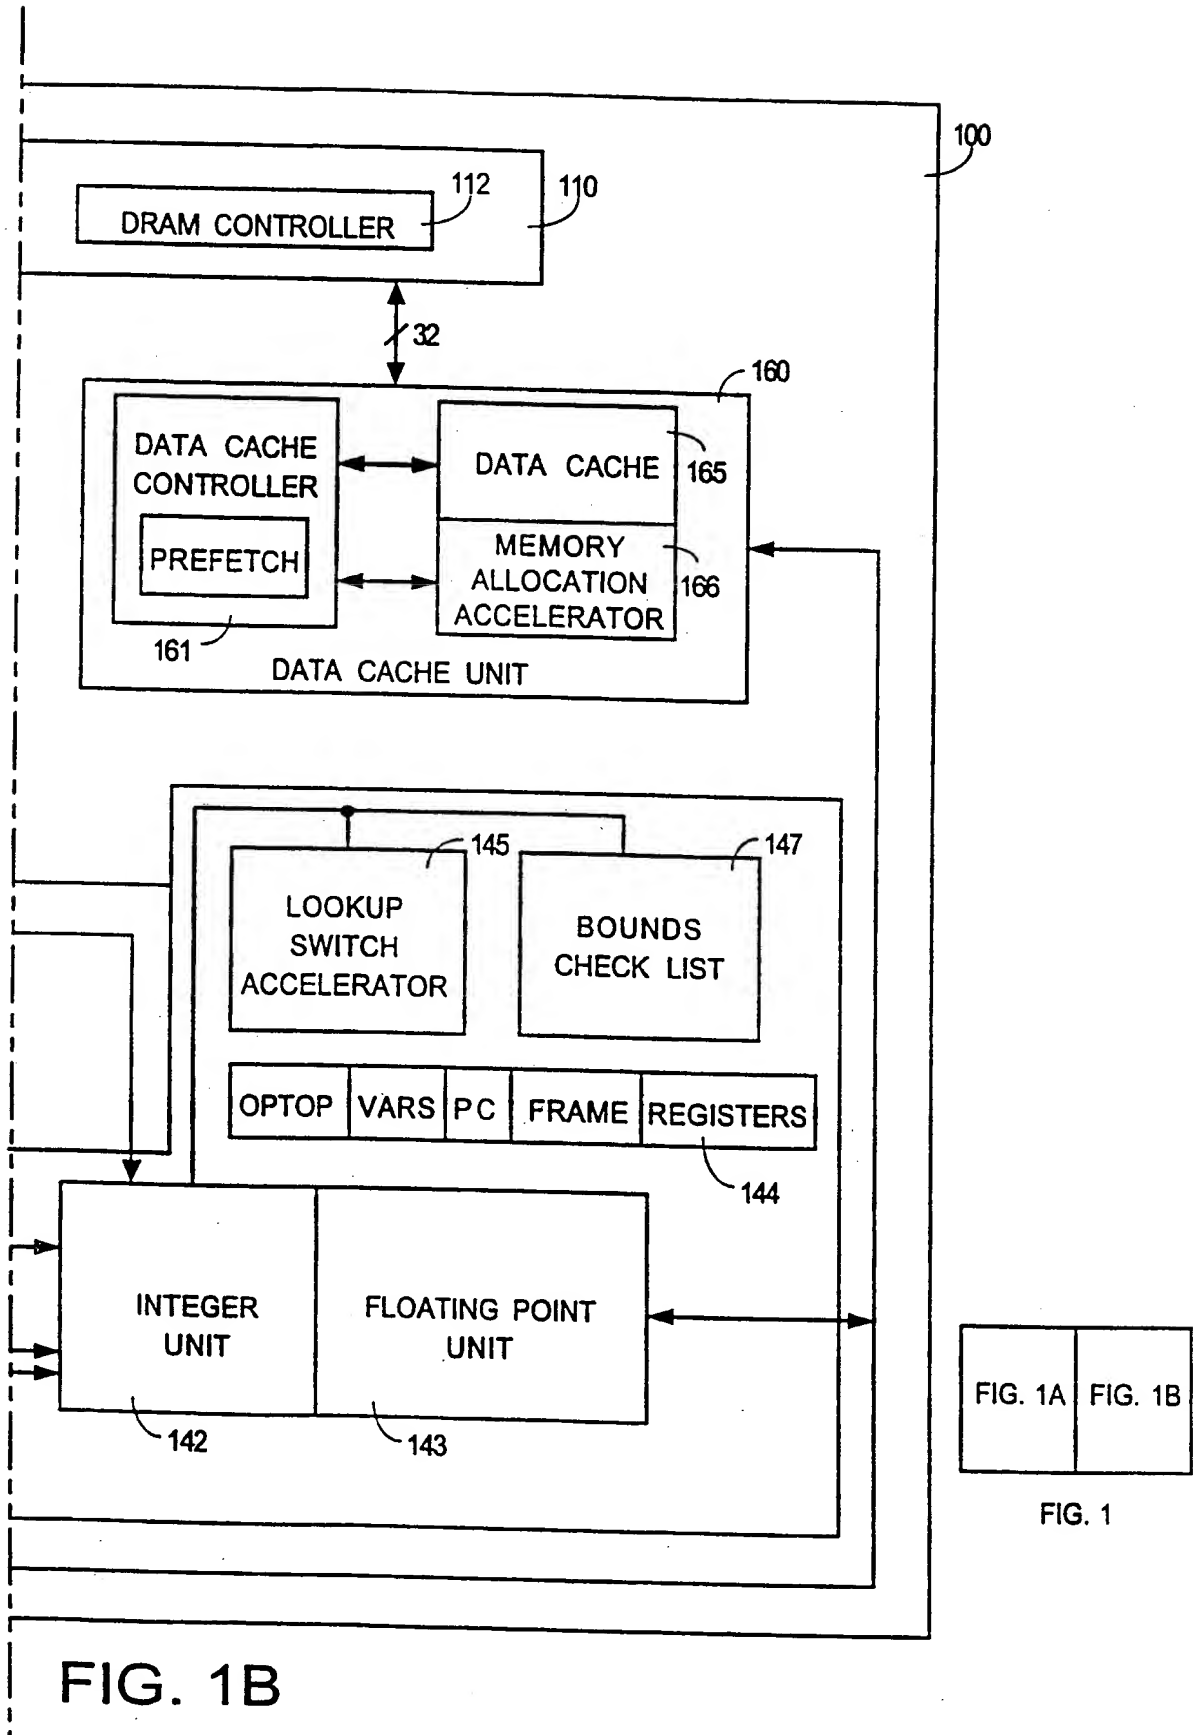 100
112
110
DRAM CONTROLLER
32
160
DATA CACHE
CONTROLLER
PREFETCH
161
DATA CACHE
165
MEMORY
ALLOCATION
ACCELERATOR
166
DATA CACHE UNIT
145
LOOKUP
SWITCH
ACCELERATOR
147
BOUNDS
CHECK LIST
OPTOP VARS PC FRAME REGISTERS
144
INTEGER
UNIT
FLOATING POINT
UNIT
142
143
FIG. 1A FIG. 1B
FIG. 1
FIG. 1B